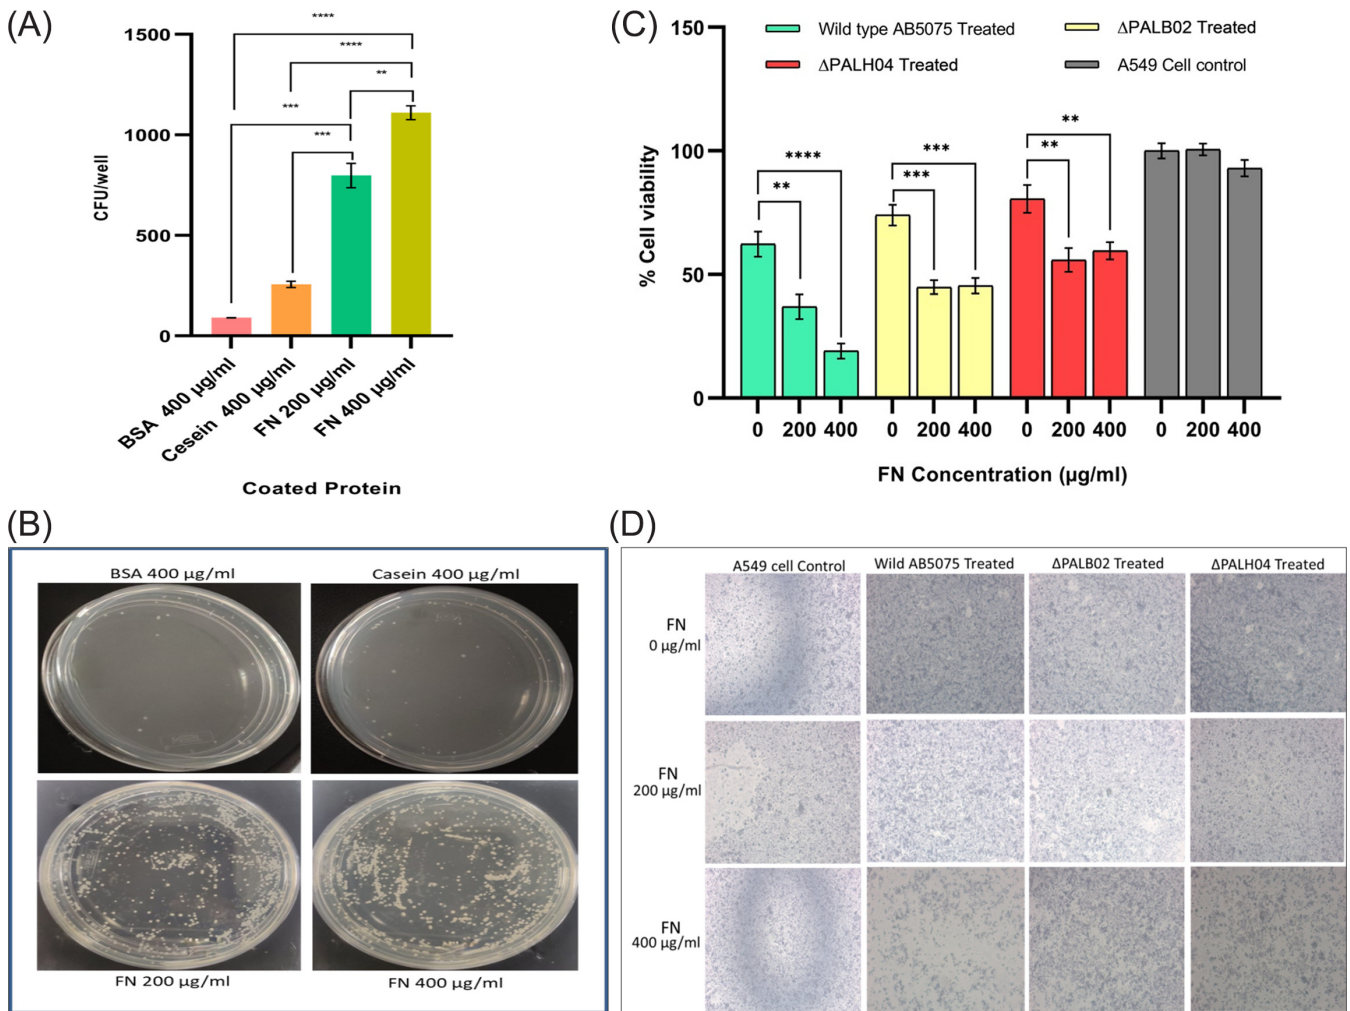 (A)
1500
1000
500
0
CFU/well
****
****
**
***
***
BSA 400 µg/ml
Cesein 400 µg/ml
FN 200 µg/ml
FN 400 µg/ml
Coated Protein
(C)
Wild type AB5075 Treated
ΔPALH04 Treated
ΔPALB02 Treated
A549 Cell control
150
100
50
0
% Cell viability
****
**
***
***
**
**
0 200 400 0 200 400 0 200 400 0 200 400
FN Concentration (µg/ml)
(B)
BSA 400 µg/ml
Casein 400 µg/ml
FN 200 µg/ml
FN 400 µg/ml
(D)
A549 cell Control
Wild AB5075 Treated
ΔPALB02 Treated
ΔPALH04 Treated
FN
0 µg/ml
FN
200 µg/ml
FN
400 µg/ml